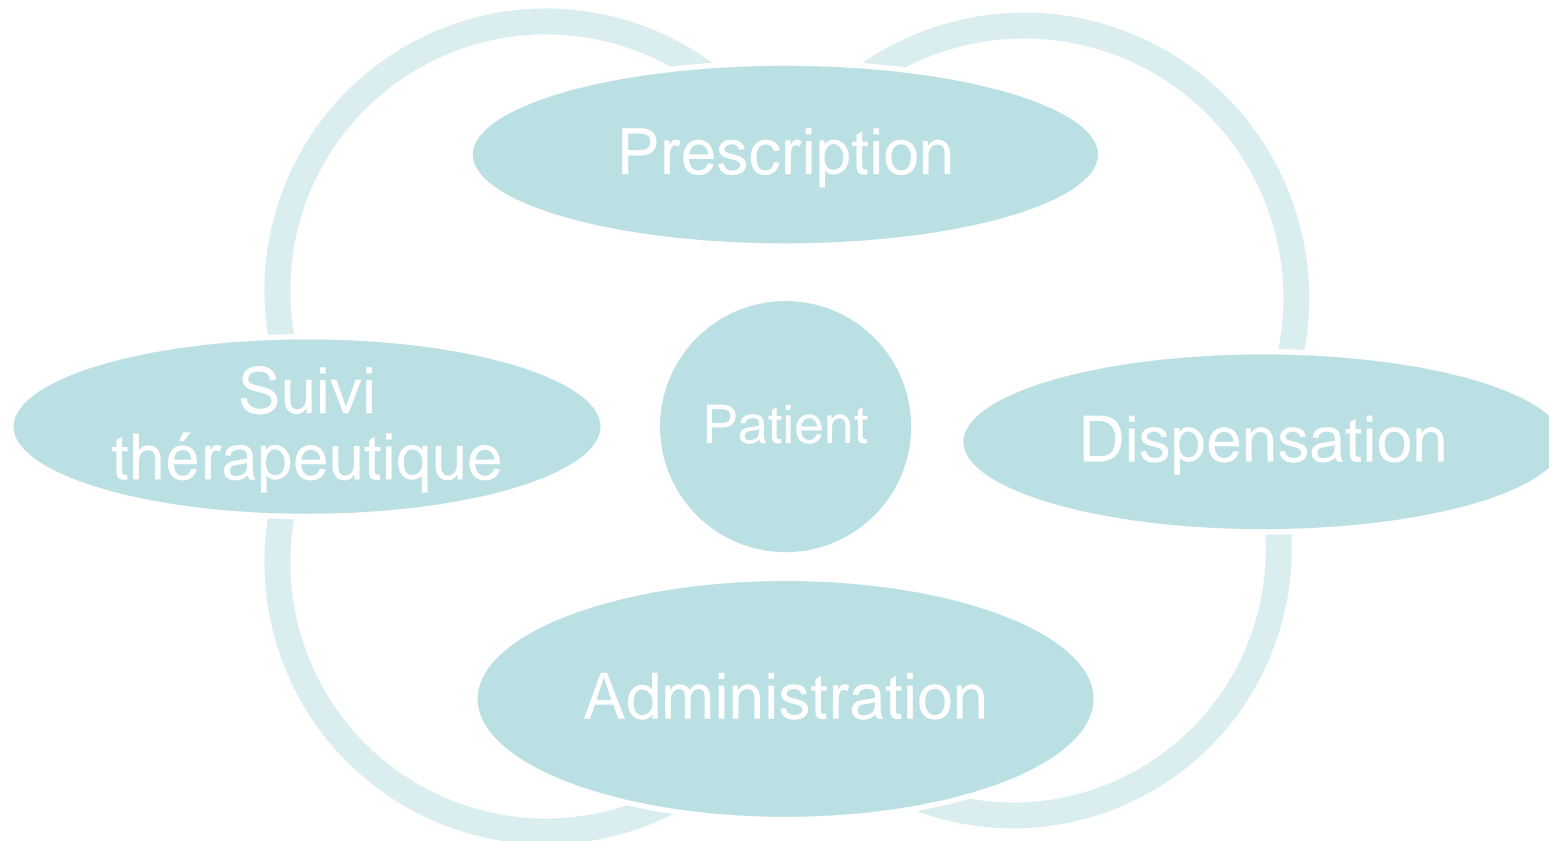 Prescription
Suivi
thérapeutique
Patient
Dispensation
Administration